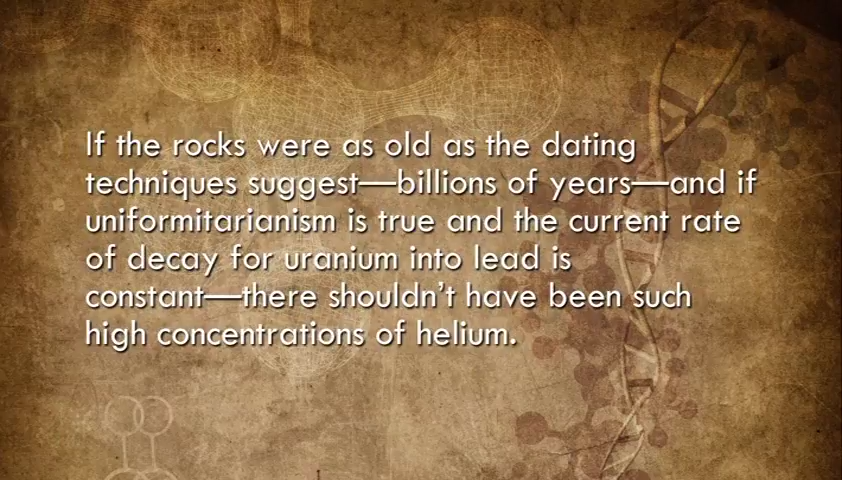 If the rocks were as old as the dating
techniques suggest—billions of years—and if
uniformitarianism is true and the current rate
of decay for uranium into lead is
constant—there shouldn’t have been such
high concentrations of helium.